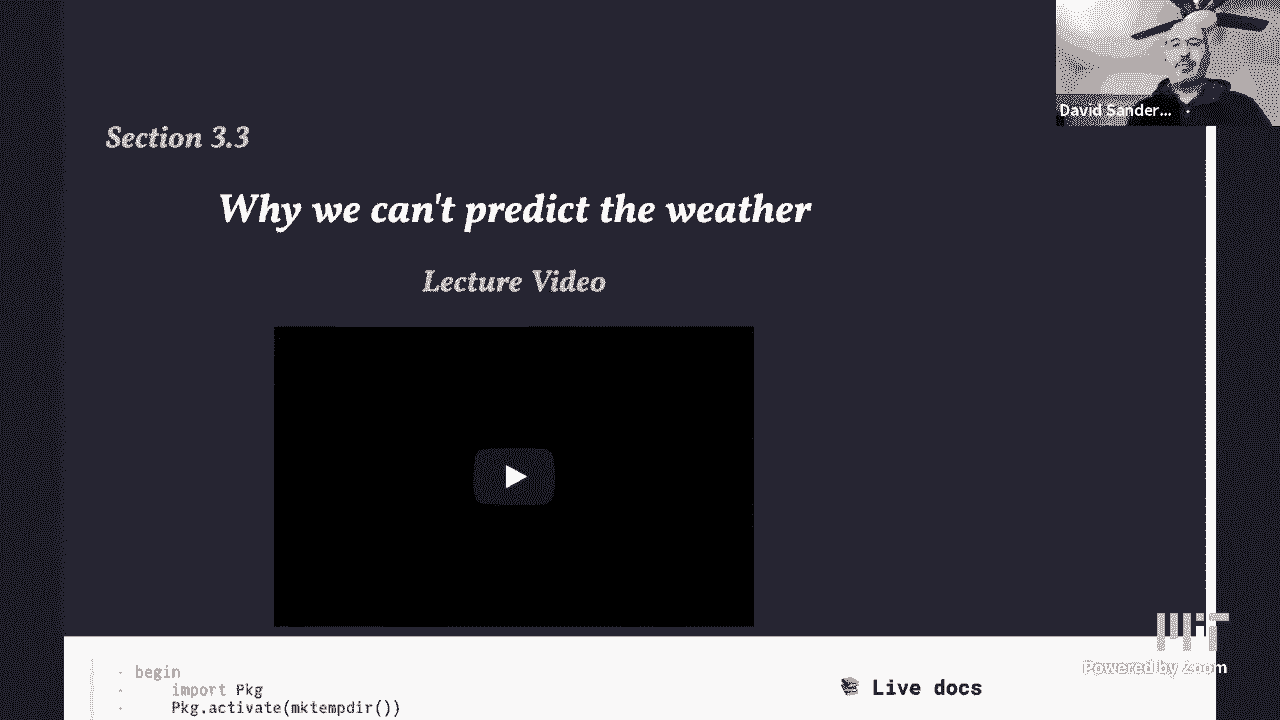 David Sander...
Section 3.3
Why we can't predict the weather
Lecture Video
MIT
Powered by Zoom
begin
import Pkg
Live docs
Pkg.activate(mktempdir())